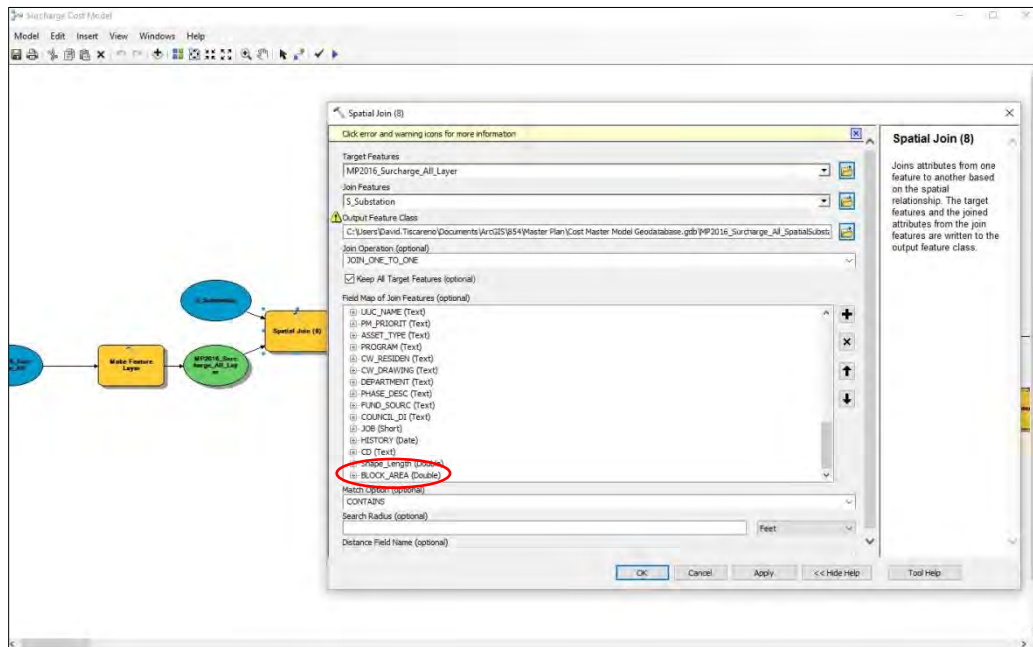 Surcharge Cost Model
Model Edit Insert View Windows Help
Spatial Join (8)
Click error and warning icons for more information
Target Features
MP2016_Surcharge_All_Layer
Join Features
S_Substation
Output Feature Class
C:\Users\David.Tiscareno\Documents\ArcGIS\854\Master Plan\Cost Master Model Geodatabase.gdb\MP2016_Surcharge_All_SpatialSubst
Join Operation (optional)
JOIN_ONE_TO_ONE
Keep All Target Features (optional)
Field Map of Join Features (optional)
UUC_NAME (Text)
PM_PRIORIT (Text)
ASSET_TYPE (Text)
PROGRAM (Text)
CW_RESIDEN (Text)
CW_DRAWING (Text)
DEPARTMENT (Text)
PHASE_DESC (Text)
FUND_SOURC (Text)
COUNCIL_DI (Text)
JOB (Short)
HISTORY (Date)
CD (Text)
Shape_Length (Double)
BLOCK_AREA (Double)
Match Option (optional)
CONTAINS
Search Radius (optional)
Feet
Distance Field Name (optional)
OK Cancel Apply << Hide Help Tool Help
Spatial Join (8)
Joins attributes from one
feature to another based
on the spatial
relationship. The target
features and the joined
attributes from the join
features are written to the
output feature class.
S_Substation
Spatial Join (8)
Make Feature
Layer
MP2016_Surc
harge_All_Lay
er